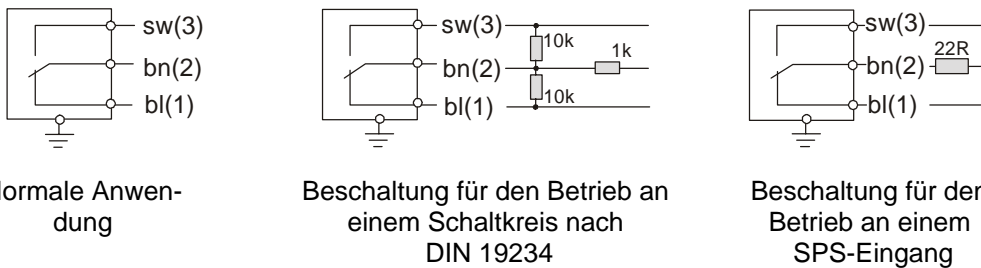 sw(3)
bn(2)
bl(1)
Normale Anwen-
dung
sw(3)
10k
1k
bn(2)
10k
bl(1)
Beschaltung für den Betrieb an
einem Schaltkreis nach
DIN 19234
sw(3)
22R
bn(2)
bl(1)
Beschaltung für den
Betrieb an einem
SPS-Eingang